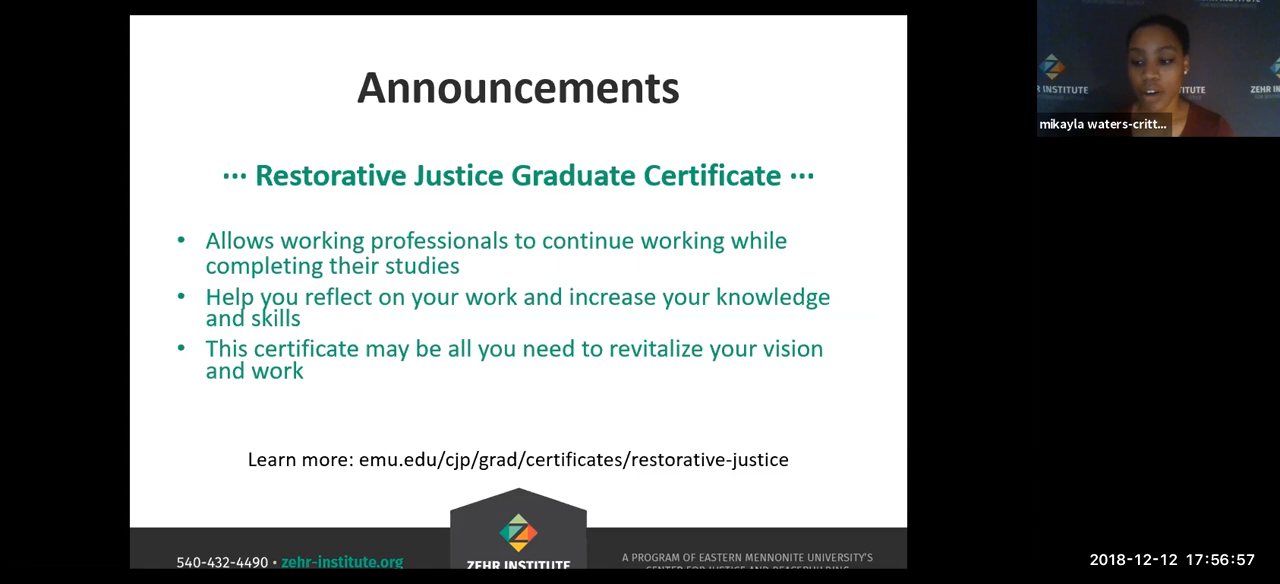 Announcements
··· Restorative Justice Graduate Certificate ···
• Allows working professionals to continue working while
completing their studies
• Help you reflect on your work and increase your knowledge
and skills
• This certificate may be all you need to revitalize your vision
and work
Learn more: emu.edu/cjp/grad/certificates/restorative-justice
540-432-4490 • zehr-institute.org
ZEHR INSTITUTE
A PROGRAM OF EASTERN MENNONITE UNIVERSITY'S
CENTER FOR JUSTICE AND PEACEBUILDING
R INSTITUTE
ITUTE
ZEHR IN
mikayla waters-critt...
2018-12-12 17:56:57